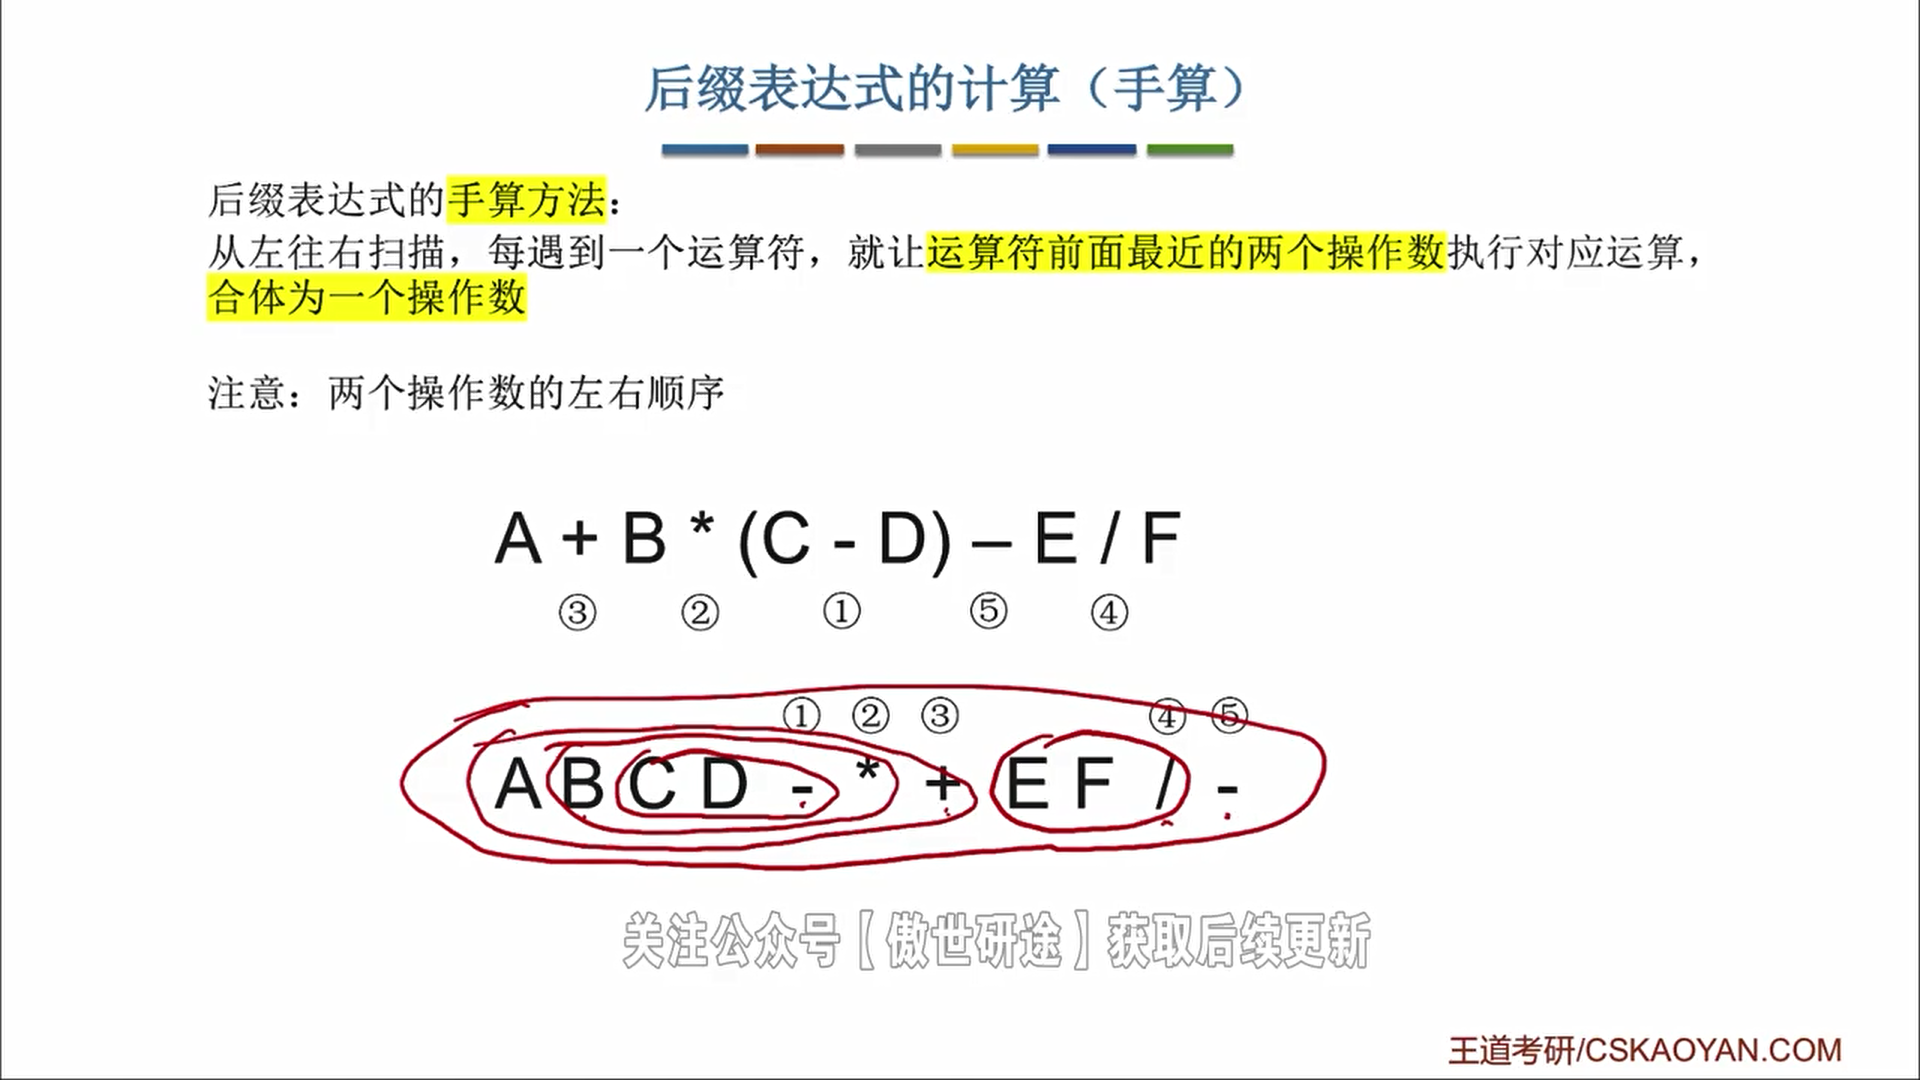 后缀表达式的计算（手算）
后缀表达式的手算方法：
从左往右扫描，每遇到一个运算符，就让运算符前面最近的两个操作数执行对应运算，
合体为一个操作数
注意：两个操作数的左右顺序
A + B * (C - D) – E / F
③ ② ① ⑤ ④
① ② ③ ④ ⑤
A B C D - * + E F / -
关注公众号【傲世研途】获取后续更新
王道考研/CSKAOYAN.COM